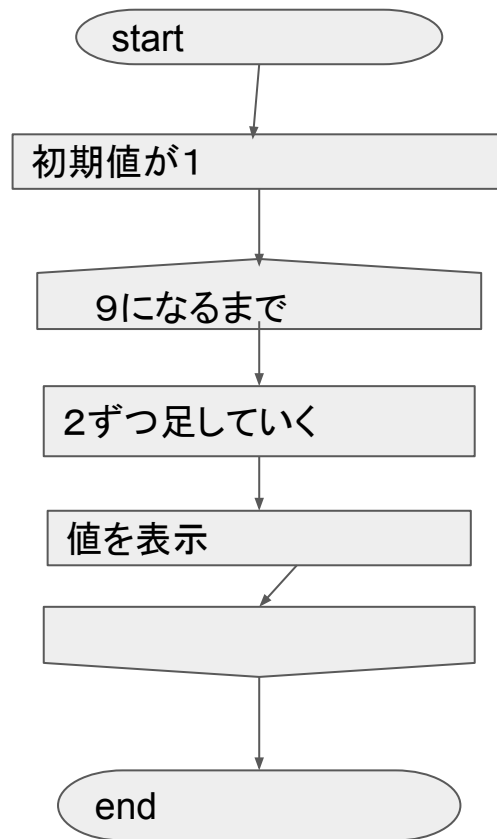 start
初期値が１
９になるまで
２ずつ足していく
値を表示
end